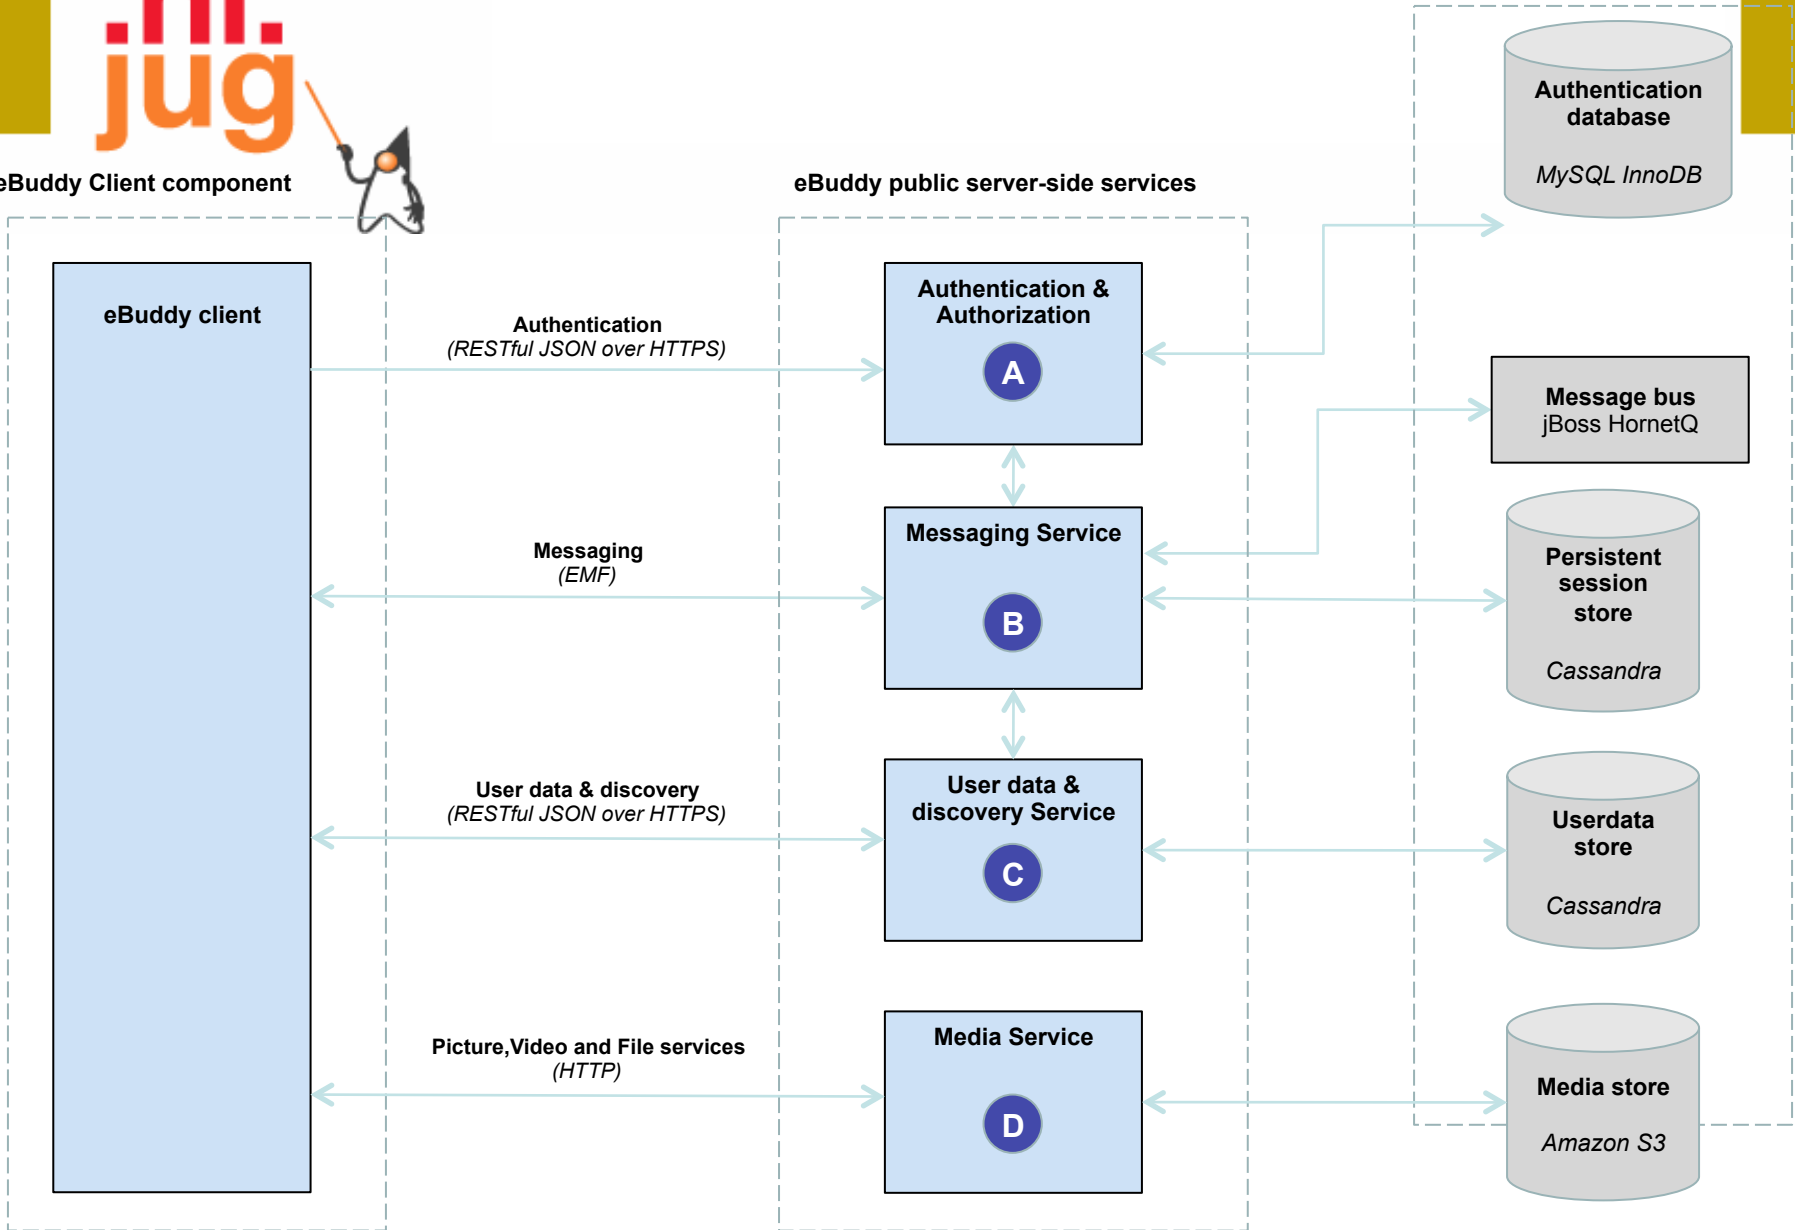 jug
eBuddy Client component
eBuddy client
Authentication
(RESTful JSON over HTTPS)
Messaging
(EMF)
User data & discovery
(RESTful JSON over HTTPS)
Picture,Video and File services
(HTTP)
eBuddy public server-side services
Authentication &
Authorization
A
Messaging Service
B
User data &
discovery Service
C
Media Service
D
Authentication
database
MySQL InnoDB
Message bus
jBoss HornetQ
Persistent
session
store
Cassandra
Userdata
store
Cassandra
Media store
Amazon S3